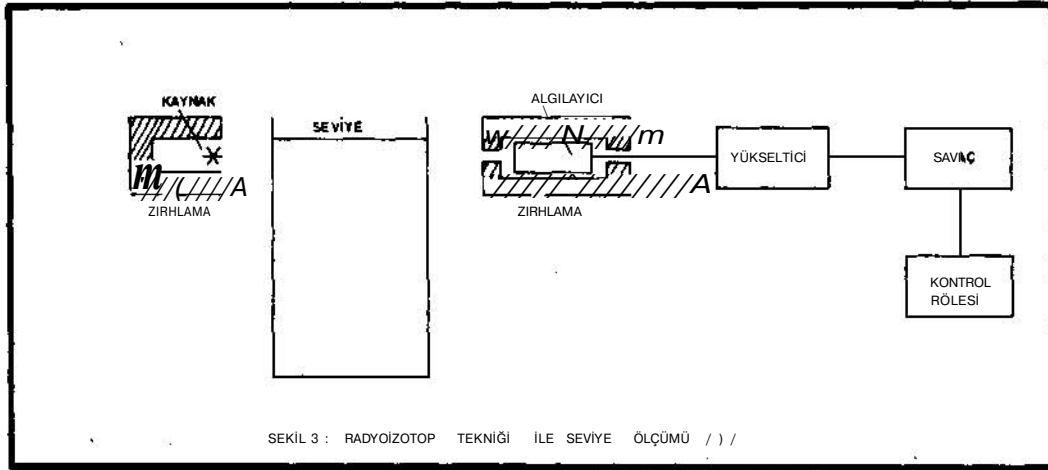 KAYNAK
SEVİYE
ALGILAYICI
YÜKSELTİCİ
KONTROL
RÖLESİ
ZIRHLAMA
ZIRHLAMA
SEKİL 3 : RADYOİZOTOP TEKNİĞİ İLE SEVİYE ÖLÇÜMÜ / ) /